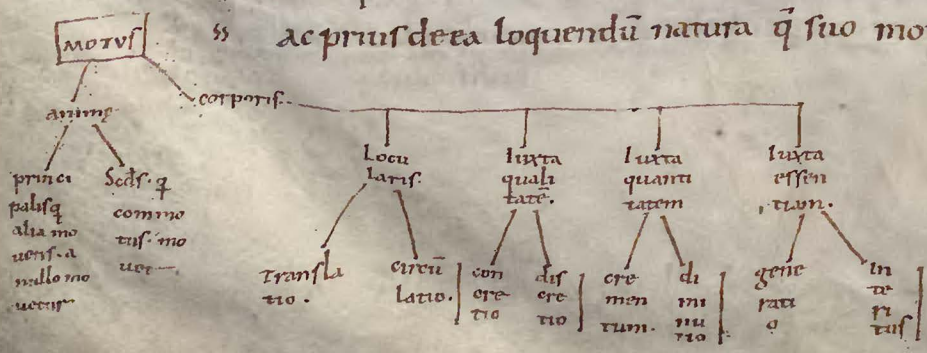 MOTVS
ac prius de ea loquendū natura q̄ suo mo
animę
corporis.
princi
palis q
alia mo
uens. a
nullo mo
uetur
Scds. q
commo
tus. mo
uet
Locu
laris.
Transla
tio.
circū
latio.
Iuxta
quali
tatē.
con
cre
tio
dis
cre
tio
Iuxta
quanti
tatem
cre
men
tum.
di
mi
nu
tio
Iuxta
essen
tiam.
gene
rati
o
In
te
ri
tus